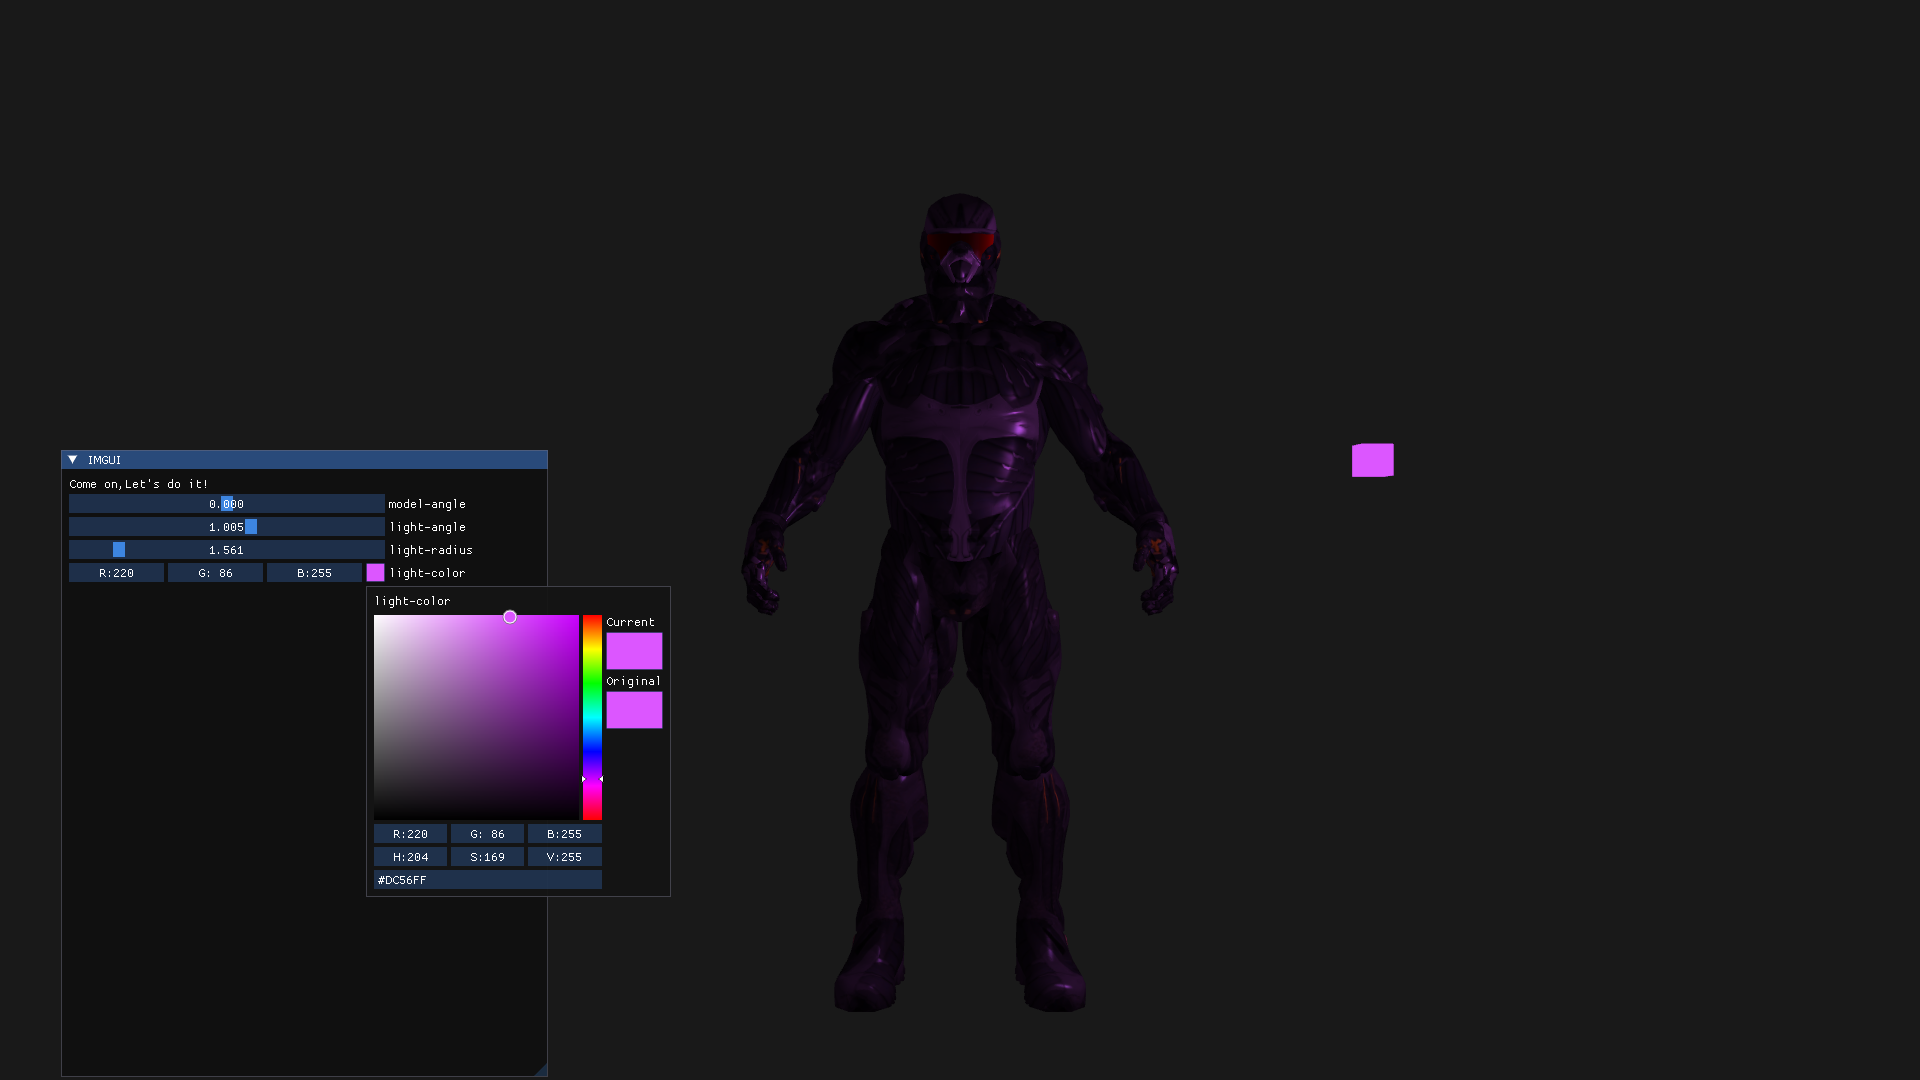 IMGUI
Come on,Let's do it!
0.000 model-angle
1.005 light-angle
1.561 light-radius
R:220 G: 86 B:255 light-color
light-color
Current
Original
R:220 G: 86 B:255
H:204 S:169 V:255
#DC56FF